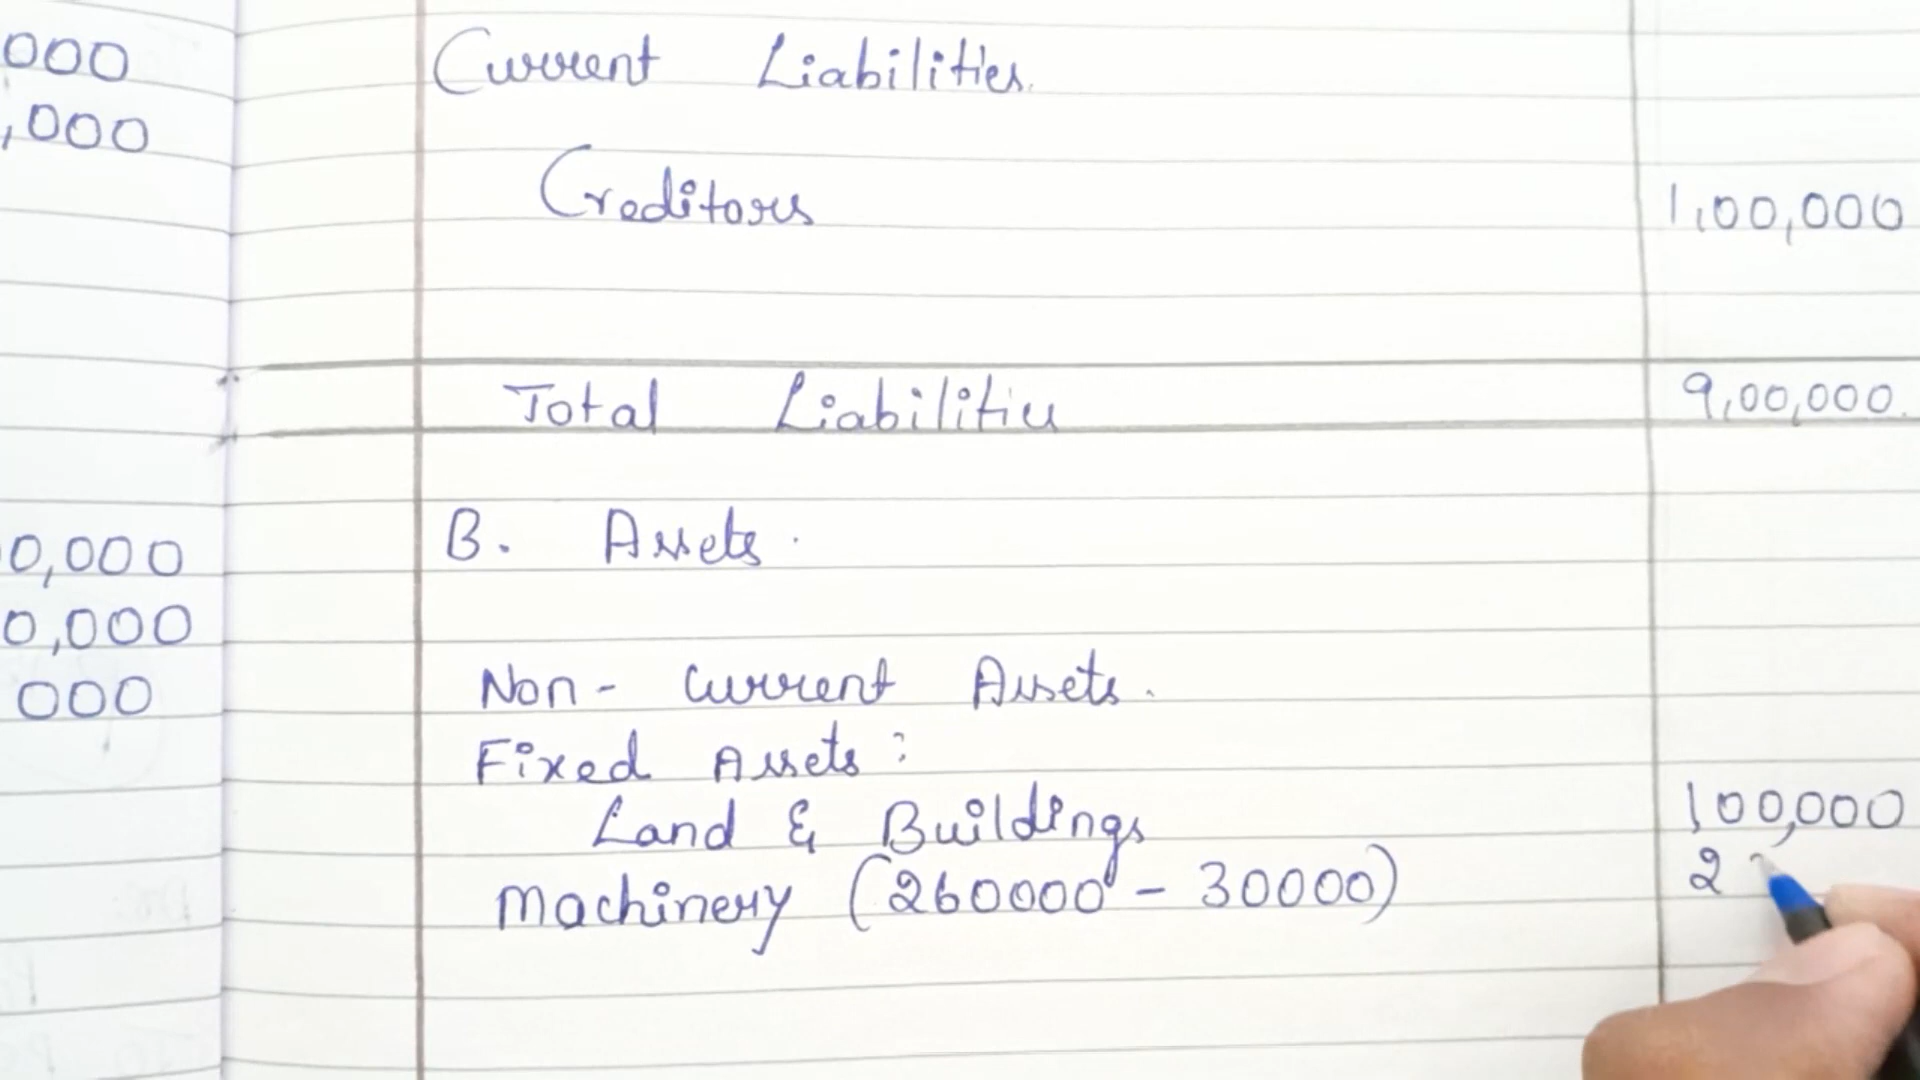 000
,000
0,000
0,000
000
Current Liabilities.
Creditors 1,00,000
Total Liabilities 9,00,000.
B. Assets.
Non-Current Assets.
Fixed Assets:
Land & Buildings 100,000
Machinery (260000 - 30000) 2